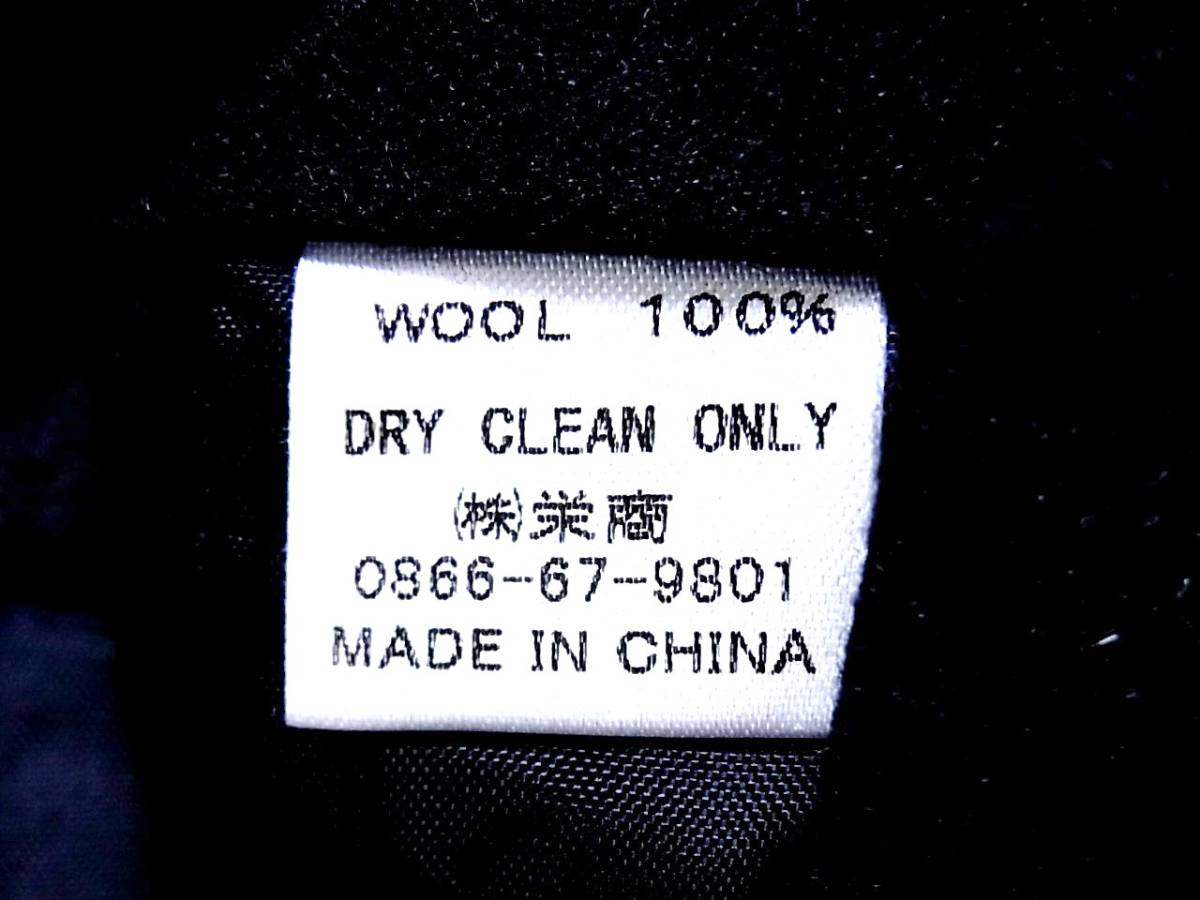 WOOL 100%
DRY CLEAN ONLY
㈱栄商
0866-67-9801
MADE IN CHINA